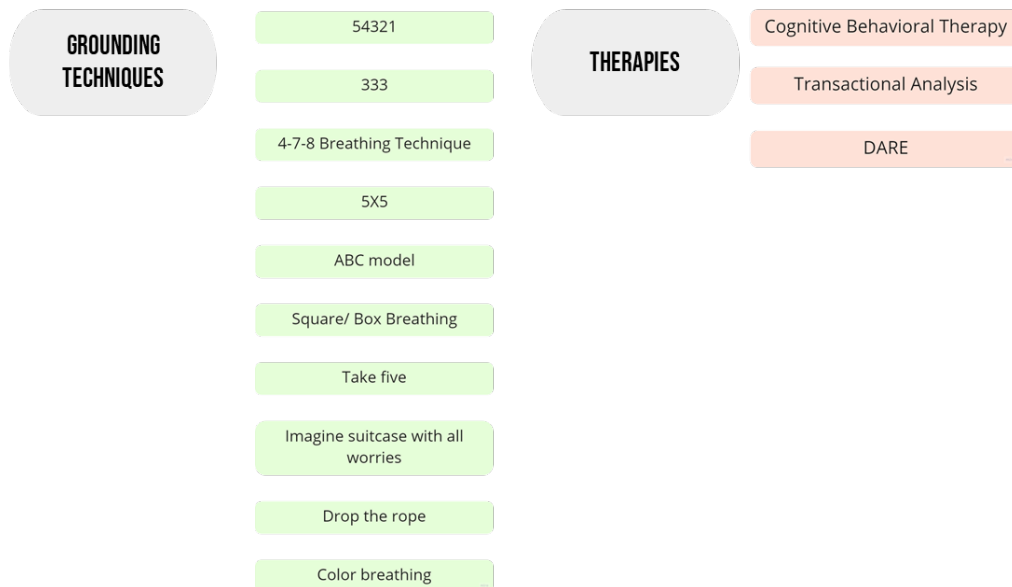 GROUNDING
TECHNIQUES
54321
333
4-7-8 Breathing Technique
5X5
ABC model
Square/ Box Breathing
Take five
Imagine suitcase with all
worries
Drop the rope
Color breathing
THERAPIES
Cognitive Behavioral Therapy
Transactional Analysis
DARE